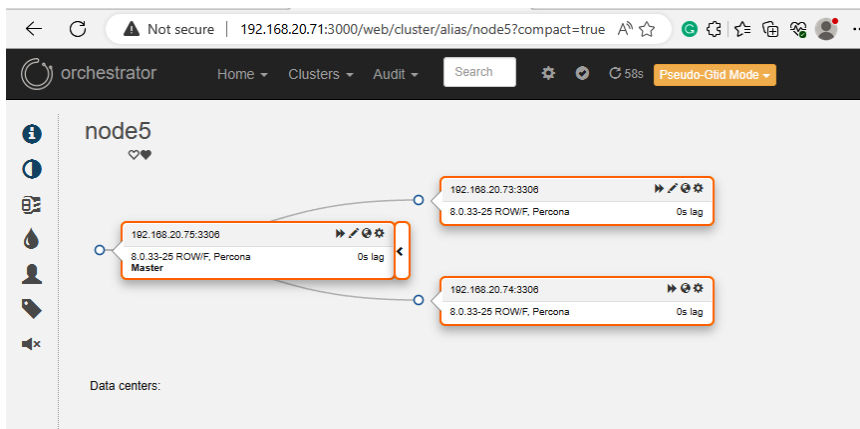 Not secure | 192.168.20.71:3000/web/cluster/alias/node5?compact=true
orchestrator Home Clusters Audit Search 58s Pseudo-Gtid Mode
node5
192.168.20.73:3306
8.0.33-25 ROW/F, Percona 0s lag
192.168.20.75:3306
8.0.33-25 ROW/F, Percona 0s lag
Master
192.168.20.74:3306
8.0.33-25 ROW/F, Percona 0s lag
Data centers: